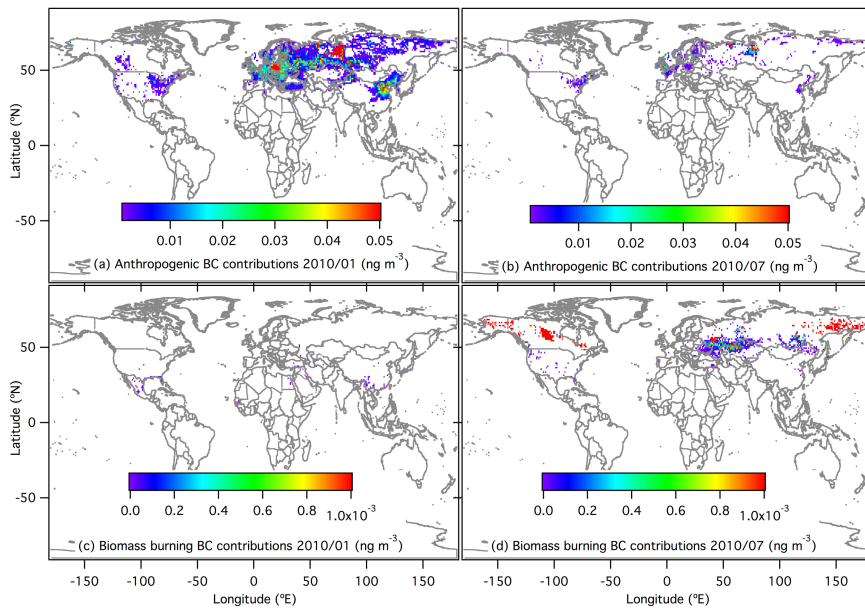 50
0
-50
Latitude (ºN)
0.01 0.02 0.03 0.04 0.05
(a) Anthropogenic BC contributions 2010/01 (ng m-3)
0.01 0.02 0.03 0.04 0.05
(b) Anthropogenic BC contributions 2010/07 (ng m-3)
50
0
-50
Latitude (ºN)
0.0 0.2 0.4 0.6 0.8 1.0x10-3
(c) Biomass burning BC contributions 2010/01 (ng m-3)
0.0 0.2 0.4 0.6 0.8 1.0x10-3
(d) Biomass burning BC contributions 2010/07 (ng m-3)
-150 -100 -50 0 50 100 150
Longitude (ºE)
-150 -100 -50 0 50 100 150
Longitude (ºE)